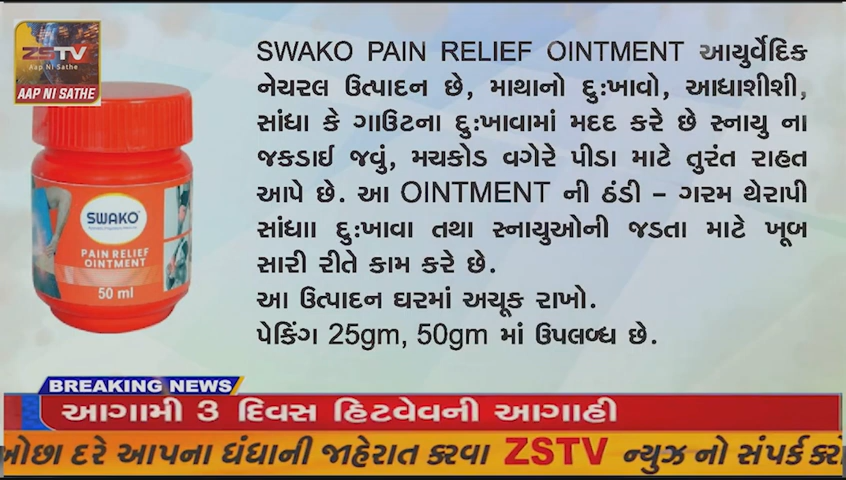 ZSTV
Aap Ni Sathe
AAP NI SATHE
SWAKO PAIN RELIEF OINTMENT આયુર્વેદિક
નેચરલ ઉત્પાદન છે, માથાનો દુઃખાવો, આધાશીશી,
સાંધા કે ગાઉટના દુઃખાવામાં મદદ કરે છે સ્નાયુ ના
જકડાઈ જવું, મચકોડ વગેરે પીડા માટે તુરંત રાહત
આપે છે. આ OINTMENT ની ઠંડી – ગરમ થેરાપી
સાંધાા દુઃખાવા તથા સ્નાયુઓની જડતા માટે ખૂબ
સારી રીતે કામ કરે છે.
આ ઉત્પાદન ઘરમાં અચૂક રાખો.
પેકિંગ 25gm, 50gm માં ઉપલબ્ધ છે.
SWAKO
PAIN RELIEF
OINTMENT
50 ml
BREAKING NEWS
આગામી 3 દિવસ હિટવેવની આગાહી
ઓછા દરે આપના ધંધાની જાહેરાત કરવા ZSTV ન્યુઝ નો સંપર્ક કરો